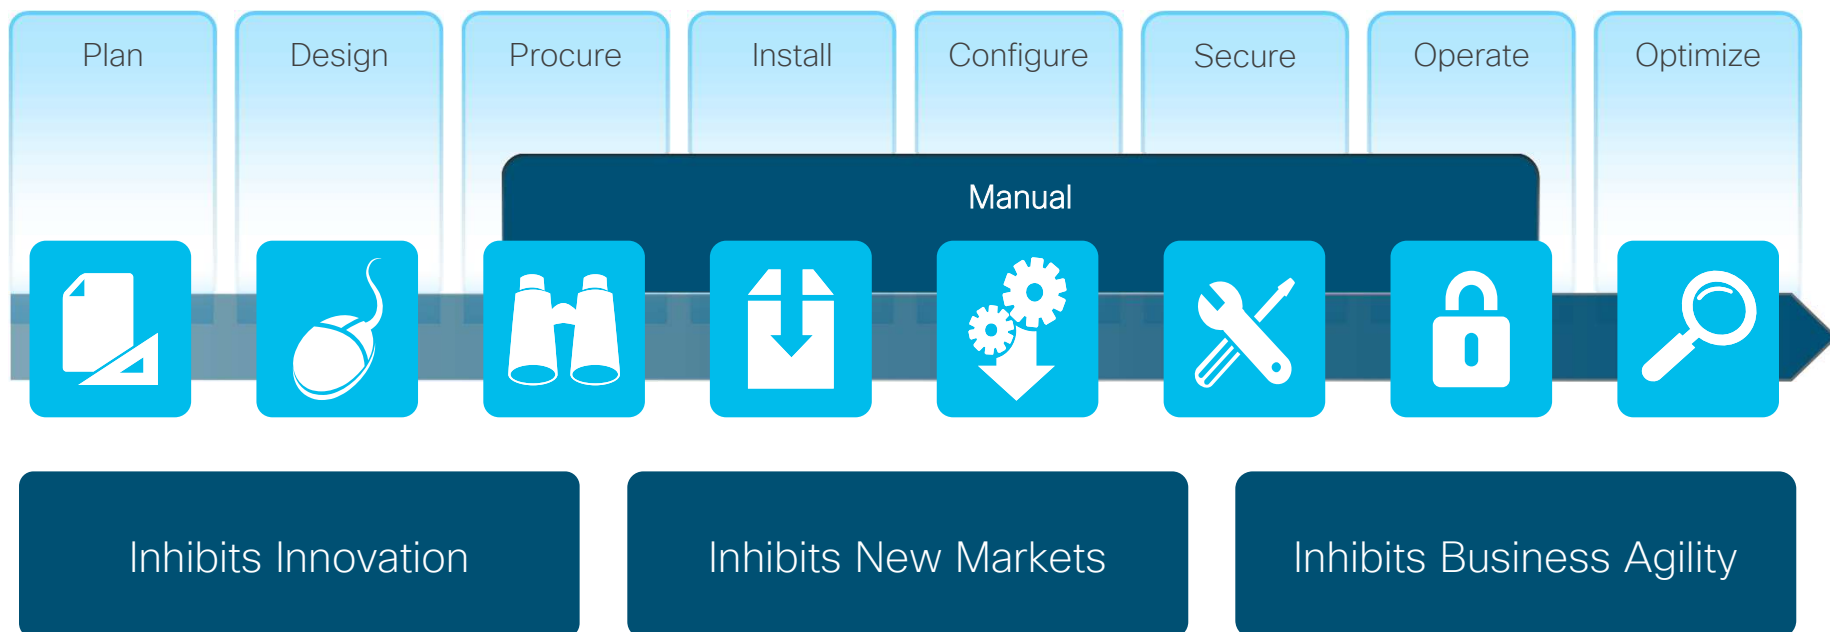 Plan
Design
Procure
Install
Configure
Secure
Operate
Optimize
Manual
Inhibits Innovation
Inhibits New Markets
Inhibits Business Agility